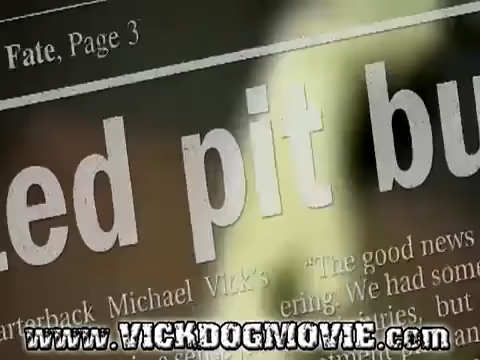 Fate, Page 3
ed pit bu
arterback Michael Vick's
"The good news
ering. We had some
juries, but
www.VICKDOGMOVIE.com